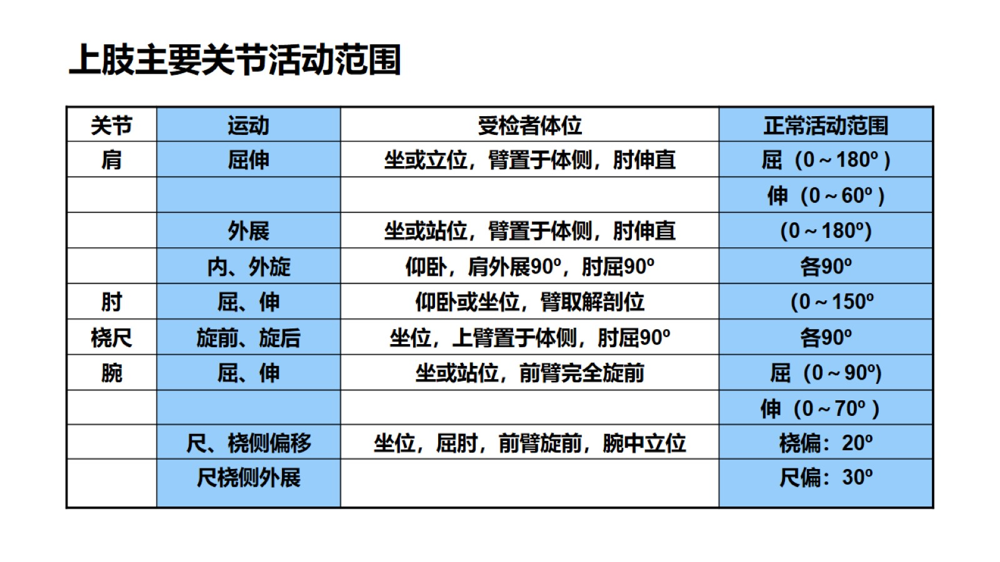 上肢主要关节活动范围
关节 运动 受检者体位 正常活动范围
肩 屈伸 坐或立位，臂置于体侧，肘伸直 屈（0～180º ）
伸（0～60º ）
外展 坐或站位，臂置于体侧，肘伸直 (0～180º)
内、外旋 仰卧，肩外展90º，肘屈90º 各90º
肘 屈、伸 仰卧或坐位，臂取解剖位 (0～150º
桡尺 旋前、旋后 坐位，上臂置于体侧，肘屈90º 各90º
腕 屈、伸 坐或站位，前臂完全旋前 屈（0～90º)
伸（0～70º ）
尺、桡侧偏移 坐位，屈肘，前臂旋前，腕中立位 桡偏：20º
尺桡侧外展 尺偏：30º